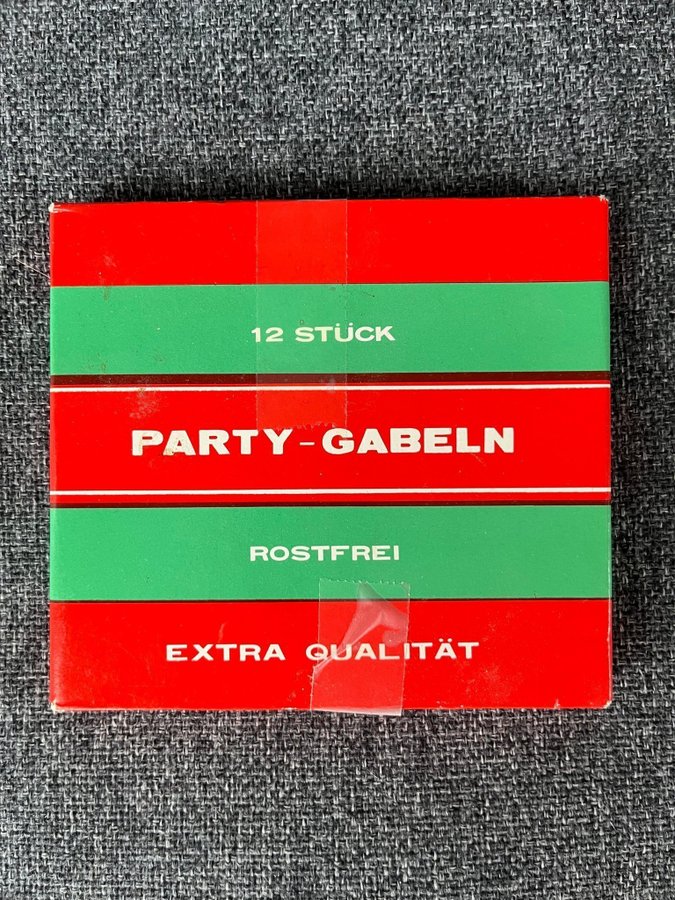 12 STÜCK
PARTY-GABELN
ROSTFREI
EXTRA QUALITÄT